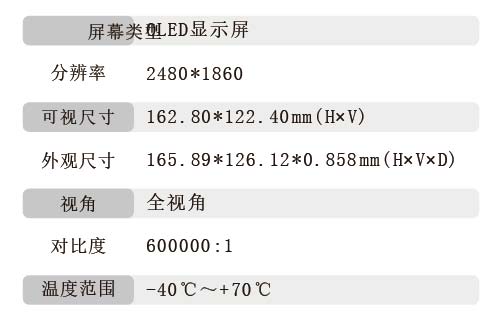 屏幕类型 OLED显示屏
分辨率 2480*1860
可视尺寸 162.80*122.40mm(H×V)
外观尺寸 165.89*126.12*0.858mm(H×V×D)
视角 全视角
对比度 600000:1
温度范围 -40℃～+70℃